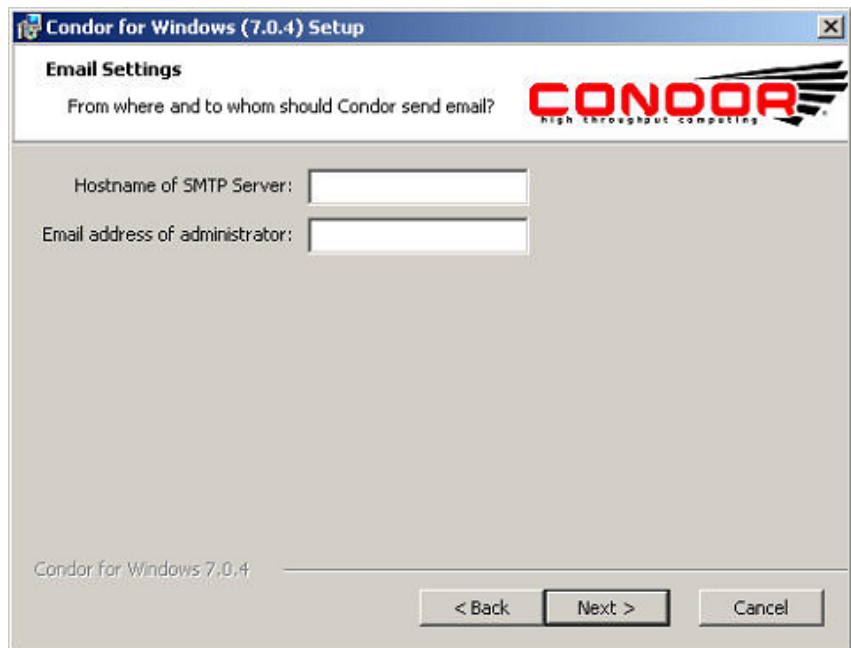 Condor for Windows (7.0.4) Setup
Email Settings
From where and to whom should Condor send email?
CONDOR
high throughput computing
Hostname of SMTP Server:
Email address of administrator:
Condor for Windows 7.0.4
< Back
Next >
Cancel